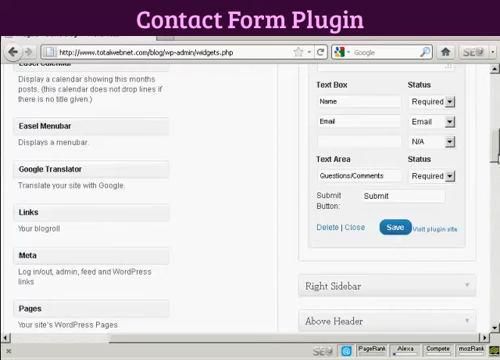 Contact Form Plugin
http://www.totalwebnet.com/blog/wp-admin/widgets.php
Google
Easel Calendar
Display a calendar showing this months
posts. (this calendar does not drop lines if
there is no title given.)
Easel Menubar
Displays a menubar.
Google Translator
Translate your site with Google.
Links
Your blogroll
Meta
Log in/out, admin, feed and WordPress
links
Pages
Your site's WordPress Pages
Text Box Status
Name Required
Email Email
N/A
Text Area Status
Questions/Comments Required
Submit
Button:
Submit
Delete | Close Save Visit plugin site
Right Sidebar
Above Header
PageRank Alexa Compete mozRank